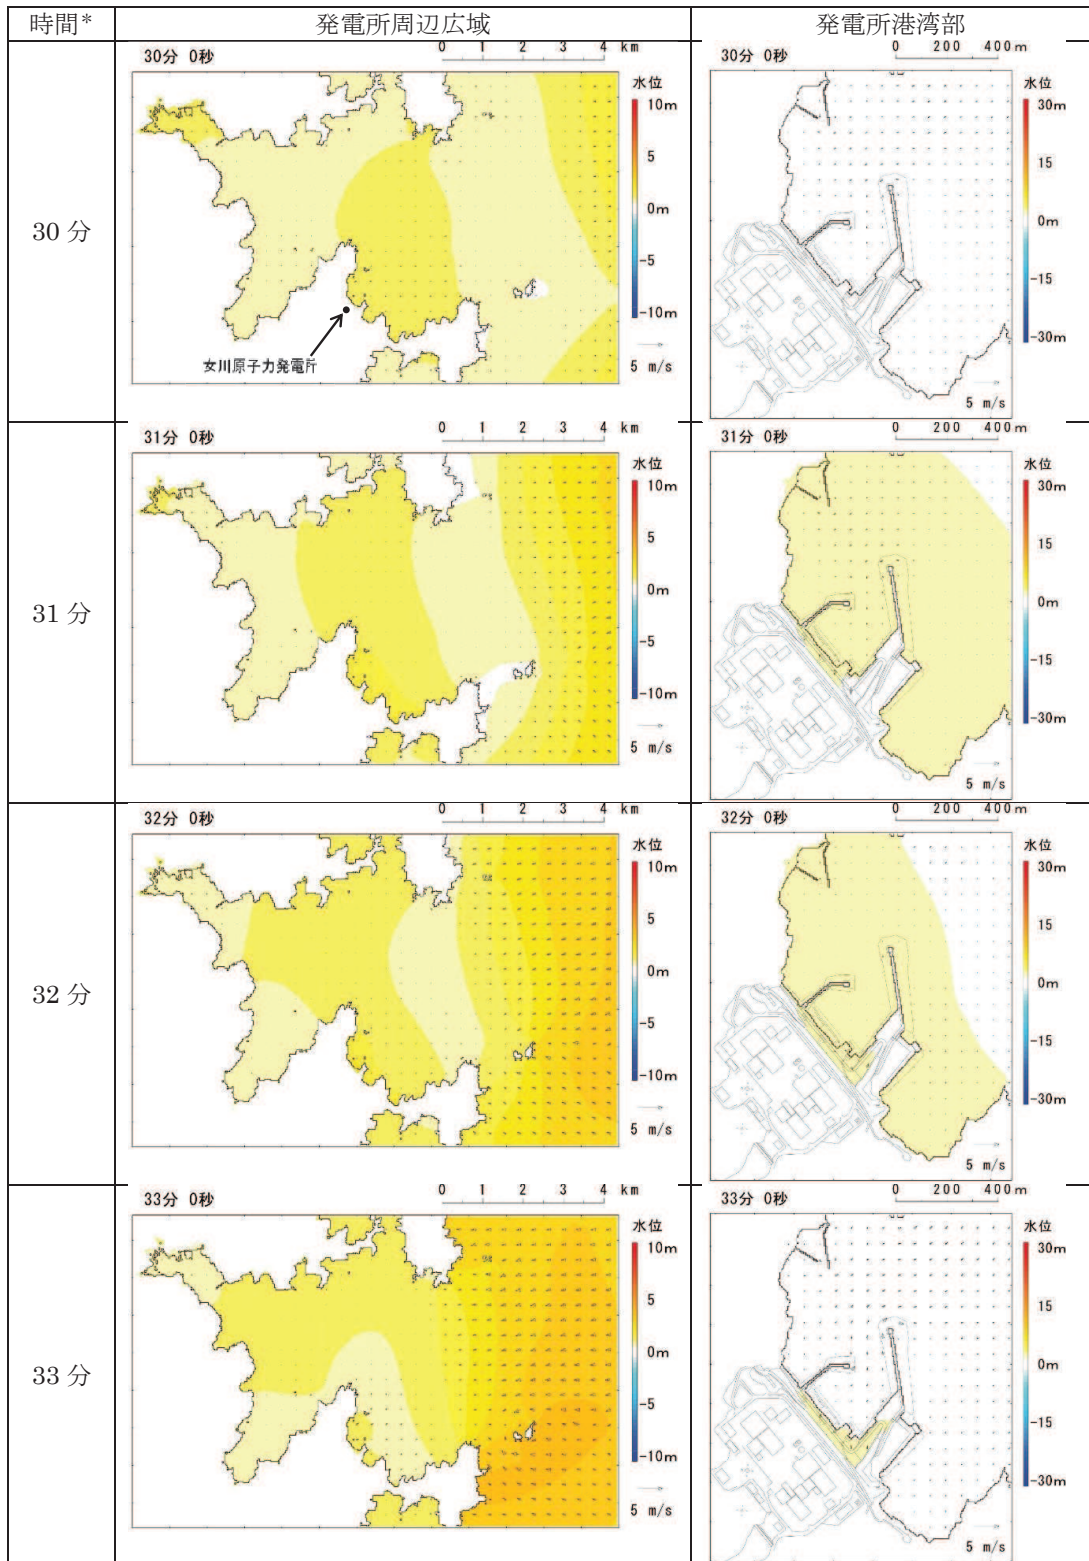 時間* 発電所周辺広域 発電所港湾部
30分
30分 0秒 0 1 2 3 4 km
水位
10m
5
0m
-5
-10m
5 m/s
女川原子力発電所
30分 0秒 0 200 400m
水位
30m
15
0m
-15
-30m
5 m/s
31分
31分 0秒 0 1 2 3 4 km
水位
10m
5
0m
-5
-10m
5 m/s
31分 0秒 0 200 400m
水位
30m
15
0m
-15
-30m
5 m/s
32分
32分 0秒 0 1 2 3 4 km
水位
10m
5
0m
-5
-10m
5 m/s
32分 0秒 0 200 400m
水位
30m
15
0m
-15
-30m
5 m/s
33分
33分 0秒 0 1 2 3 4 km
水位
10m
5
0m
-5
-10m
5 m/s
33分 0秒 0 200 400m
水位
30m
15
0m
-15
-30m
5 m/s